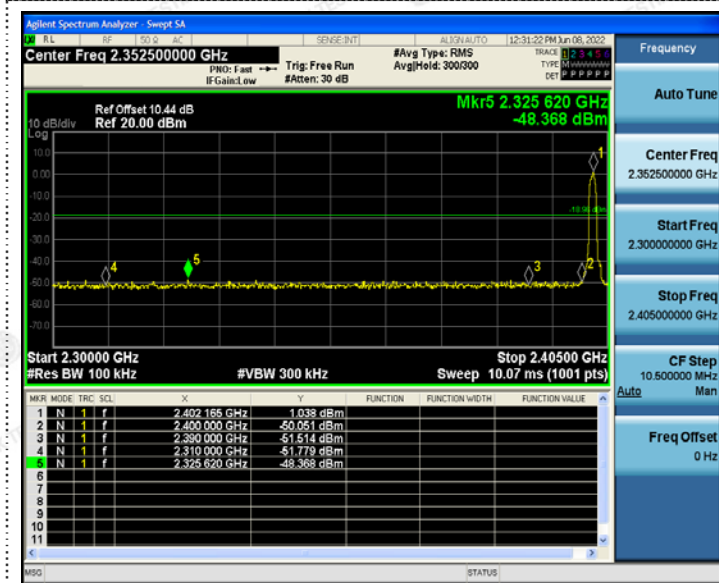 Agilent Spectrum Analyzer - Swept SA
RL RF 50 Ω AC SENSE:INT ALIGN AUTO 12:31:22 PM Jun 08, 2022
Center Freq 2.352500000 GHz
PNO: Fast
IFGain:Low
Trig: Free Run
#Atten: 30 dB
#Avg Type: RMS
Avg|Hold: 300/300
TRACE 1 2 3 4 5 6
TYPE M
DET P P P P P P
Ref Offset 10.44 dB
10 dB/div Ref 20.00 dBm
Log
Mkr5 2.325 620 GHz
-48.368 dBm
10.0
0.00
-10.0
-20.0
-30.0
-40.0
-50.0
-60.0
-70.0
1
4
5
3
2
Start 2.30000 GHz Stop 2.40500 GHz
#Res BW 100 kHz #VBW 300 kHz Sweep 10.07 ms (1001 pts)
MKR MODE TRC SCL X Y FUNCTION FUNCTION WIDTH FUNCTION VALUE
1 N 1 f 2.402 165 GHz 1.038 dBm
2 N 1 f 2.400 000 GHz -50.051 dBm
3 N 1 f 2.390 000 GHz -51.514 dBm
4 N 1 f 2.310 000 GHz -51.779 dBm
5 N 1 f 2.325 620 GHz -48.368 dBm
6
7
8
9
10
11
MSG STATUS
Frequency
Auto Tune
Center Freq
2.352500000 GHz
Start Freq
2.300000000 GHz
Stop Freq
2.405000000 GHz
CF Step
10.500000 MHz
Auto Man
Freq Offset
0 Hz